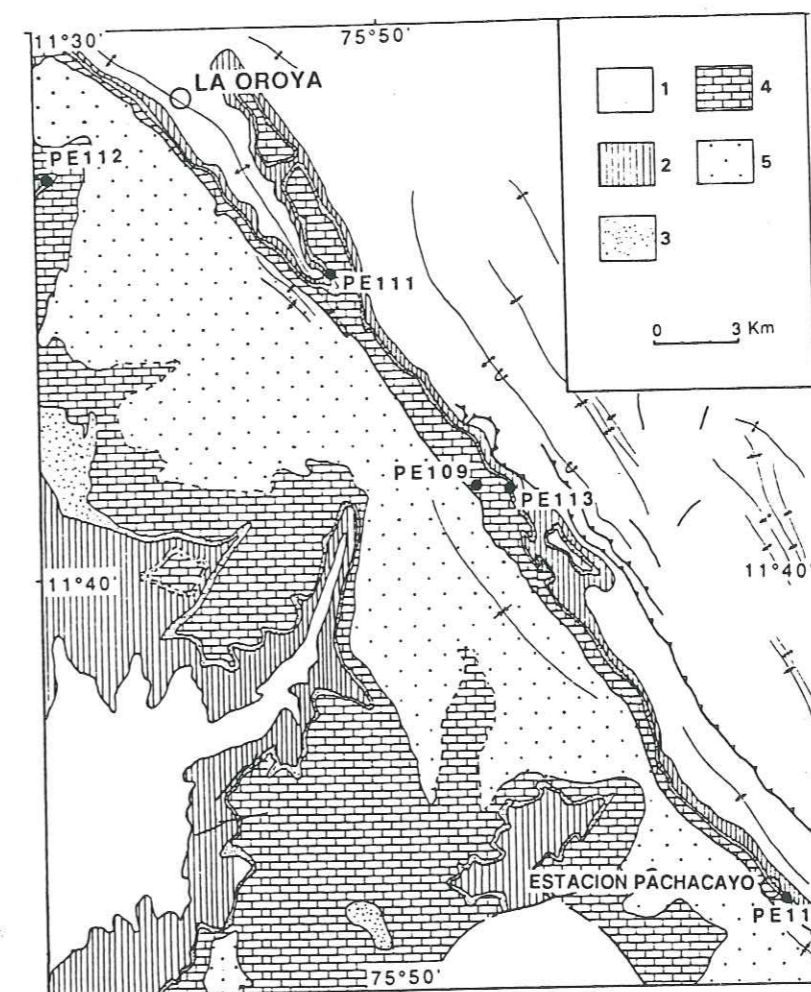 11°30'
75°50'
LA OROYA
PE112
PE111
1
4
2
5
3
0 3 Km
PE109
PE113
11°40'
11°40'
ESTACION PACHACAYO
PE11
75°50'